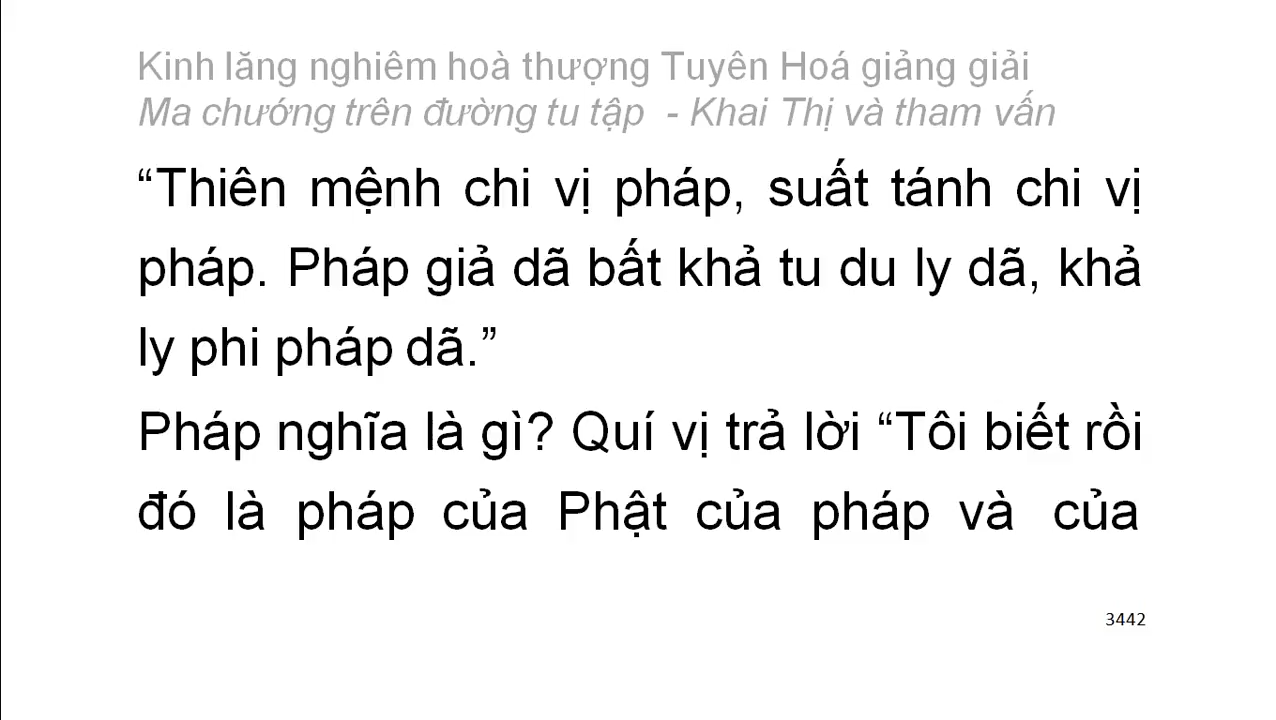 Kinh lăng nghiêm hoà thượng Tuyên Hoá giảng giải
Ma chướng trên đường tu tập - Khai Thị và tham vấn
“Thiên mệnh chi vị pháp, suất tánh chi vị
pháp. Pháp giả dã bất khả tu du ly dã, khả
ly phi pháp dã.”
Pháp nghĩa là gì? Quí vị trả lời “Tôi biết rồi
đó là pháp của Phật của pháp và của
3442